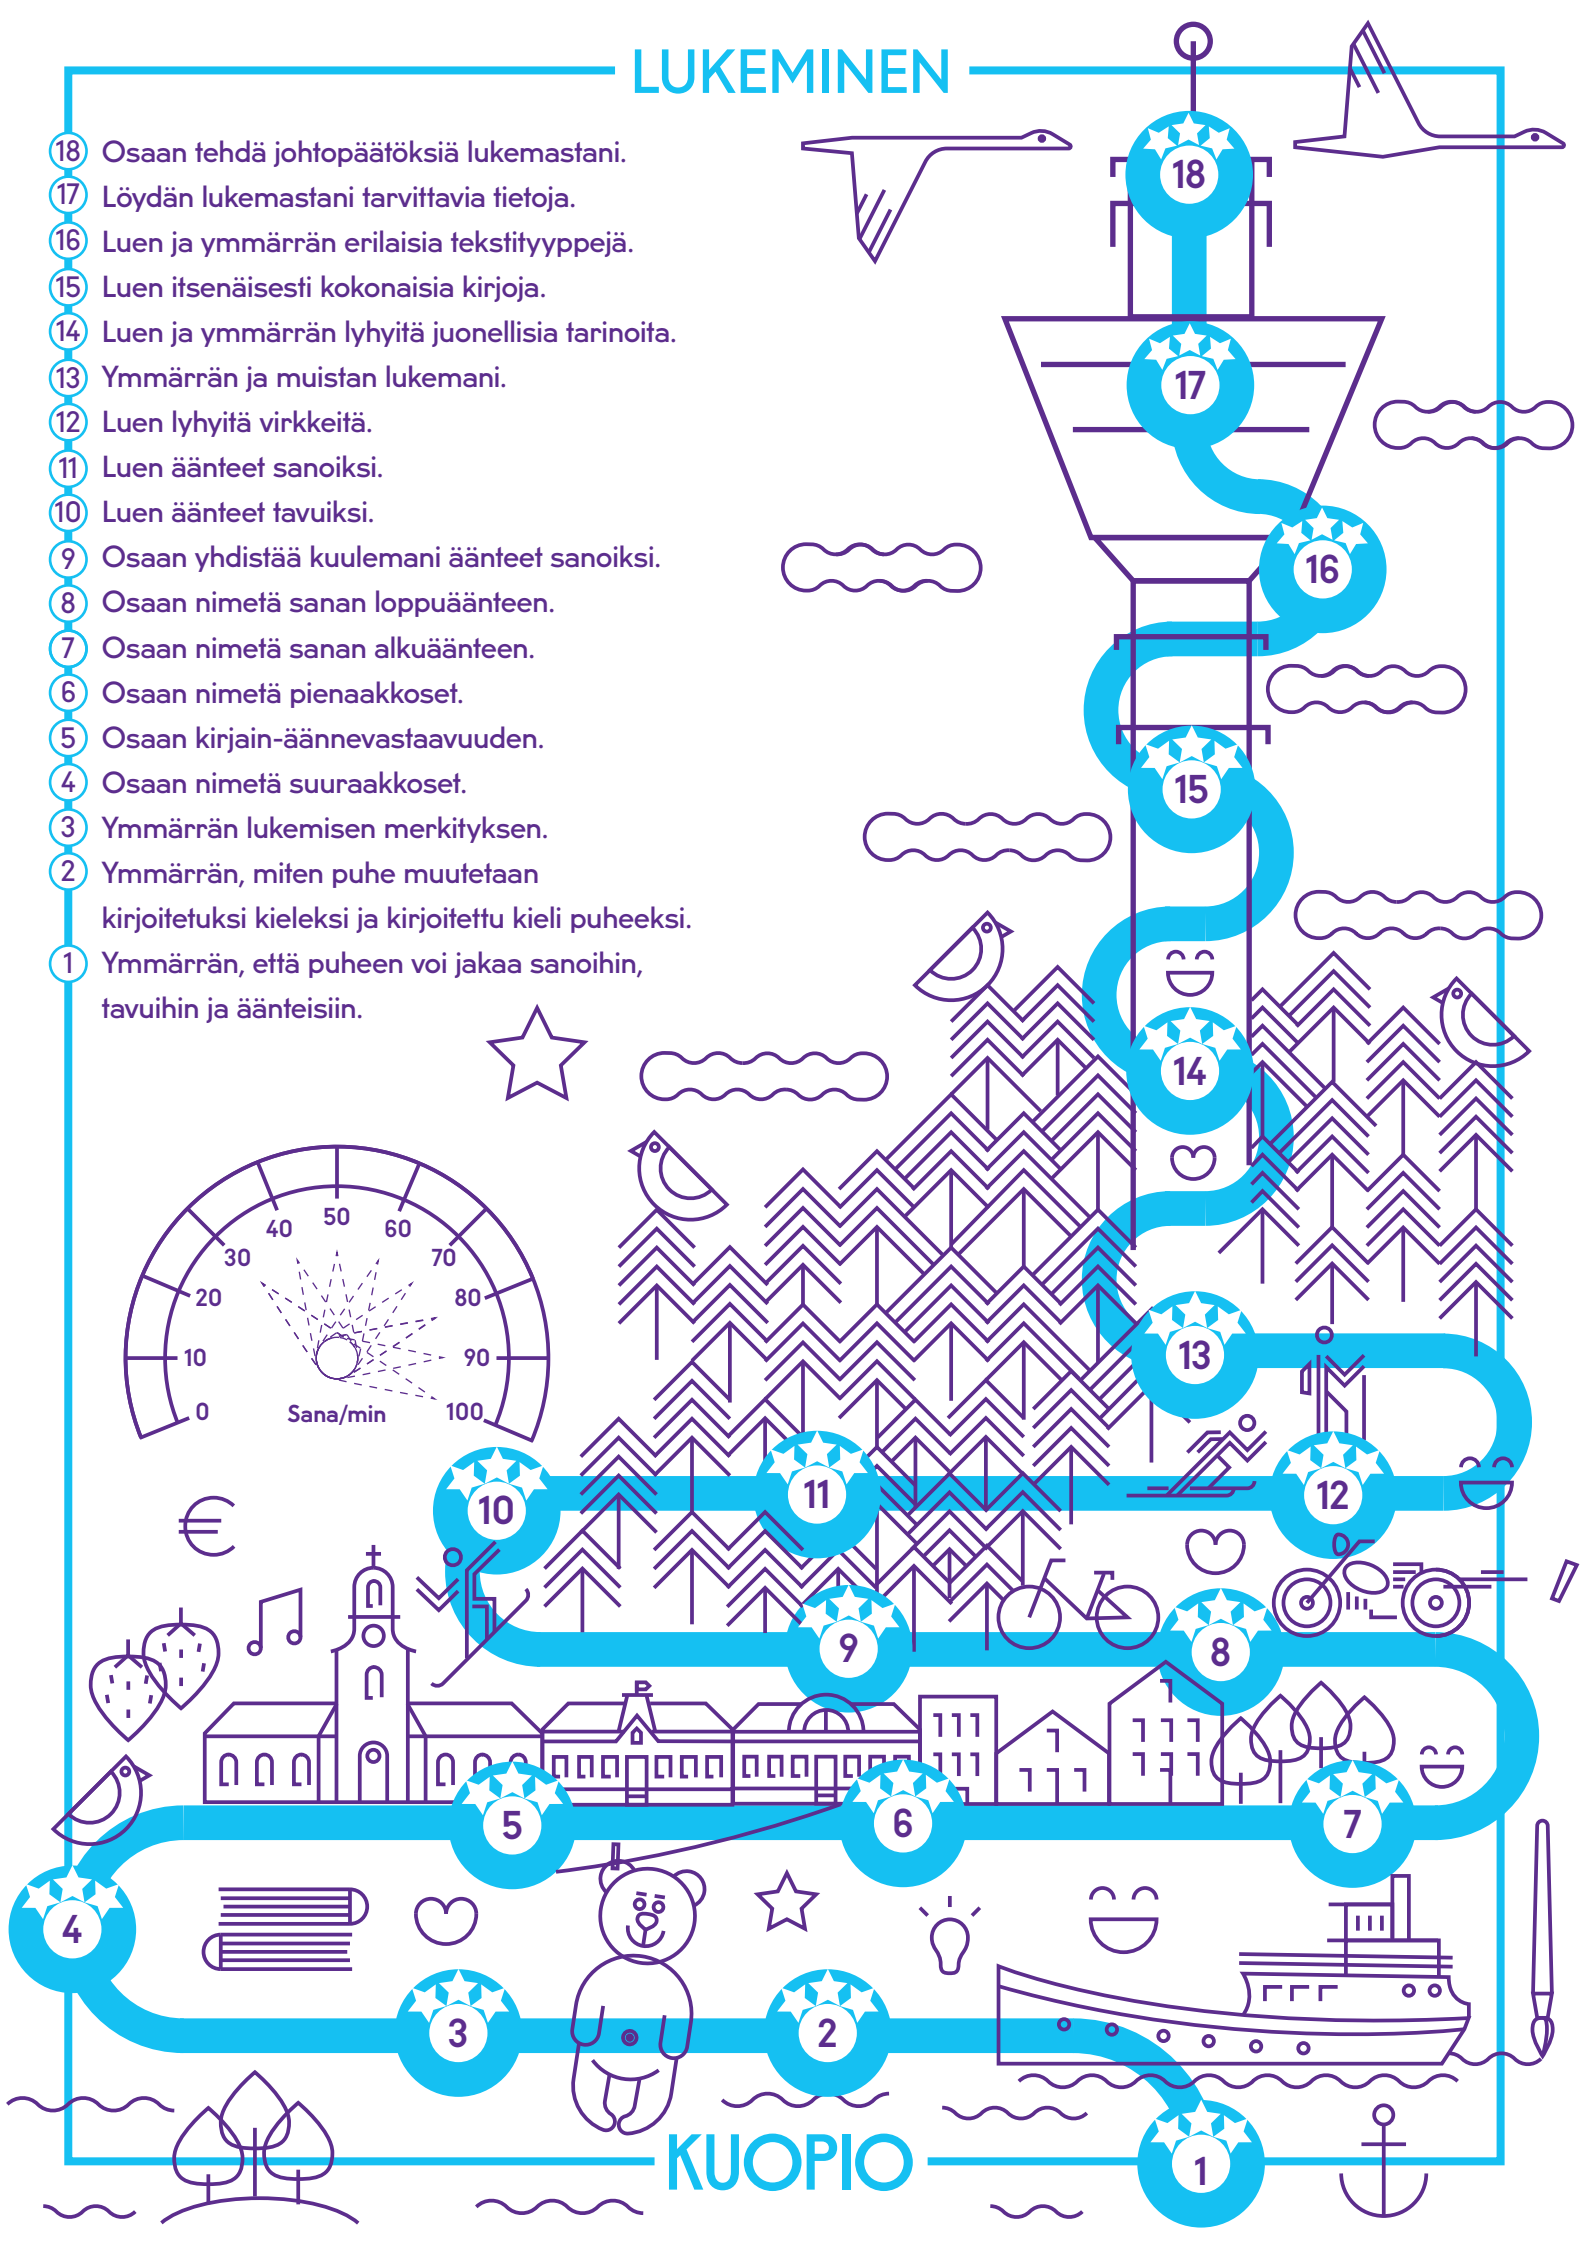 LUKEMINEN
18 Osaan tehdä johtopäätöksiä lukemastani.
17 Löydän lukemastani tarvittavia tietoja.
16 Luen ja ymmärrän erilaisia tekstityyppejä.
15 Luen itsenäisesti kokonaisia kirjoja.
14 Luen ja ymmärrän lyhyitä juonellisia tarinoita.
13 Ymmärrän ja muistan lukemani.
12 Luen lyhyitä virkkeitä.
11 Luen äänteet sanoiksi.
10 Luen äänteet tavuiksi.
9 Osaan yhdistää kuulemani äänteet sanoiksi.
8 Osaan nimetä sanan loppuäänteen.
7 Osaan nimetä sanan alkuäänteen.
6 Osaan nimetä pienaakkoset.
5 Osaan kirjain-äännevastaavuuden.
4 Osaan nimetä suuraakkoset.
3 Ymmärrän lukemisen merkityksen.
2 Ymmärrän, miten puhe muutetaan
kirjoitetuksi kieleksi ja kirjoitettu kieli puheeksi.
1 Ymmärrän, että puheen voi jakaa sanoihin,
tavuihin ja äänteisiin.
18
17
16
15
14
13
0 10 20 30 40 50 60 70 80 90 100
Sana/min
10 11 12
9 8
5 6 7
4
3 2
1
KUOPIO